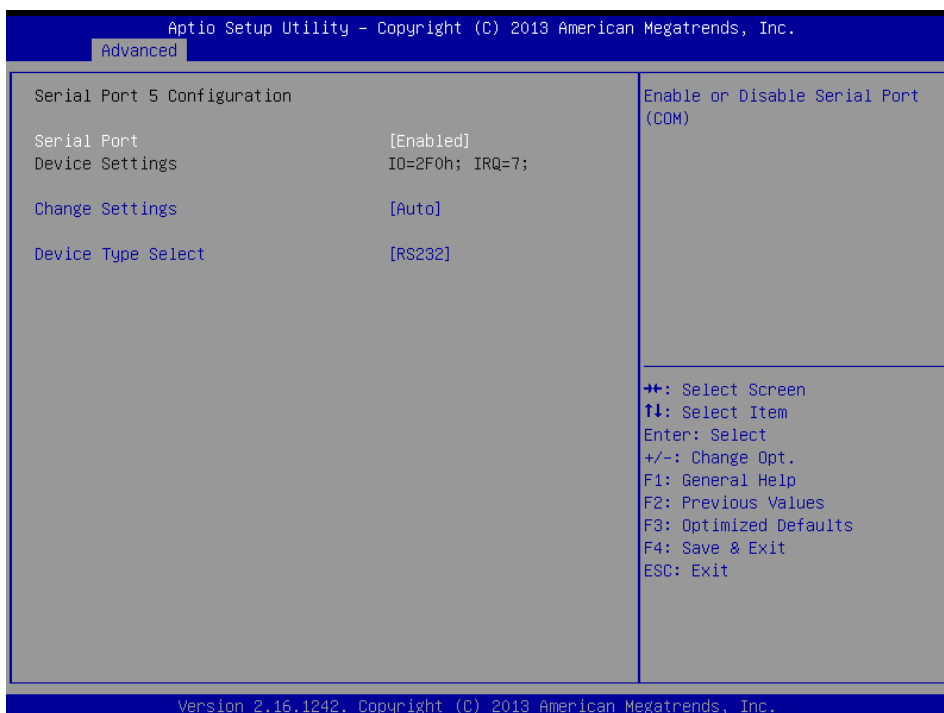 Aptio Setup Utility – Copyright (C) 2013 American Megatrends, Inc.
Advanced
Serial Port 5 Configuration
Serial Port [Enabled]
Device Settings IO=2F0h; IRQ=7;
Change Settings [Auto]
Device Type Select [RS232]
Enable or Disable Serial Port
(COM)
→←: Select Screen
↑↓: Select Item
Enter: Select
+/-: Change Opt.
F1: General Help
F2: Previous Values
F3: Optimized Defaults
F4: Save & Exit
ESC: Exit
Version 2.16.1242. Copyright (C) 2013 American Megatrends, Inc.